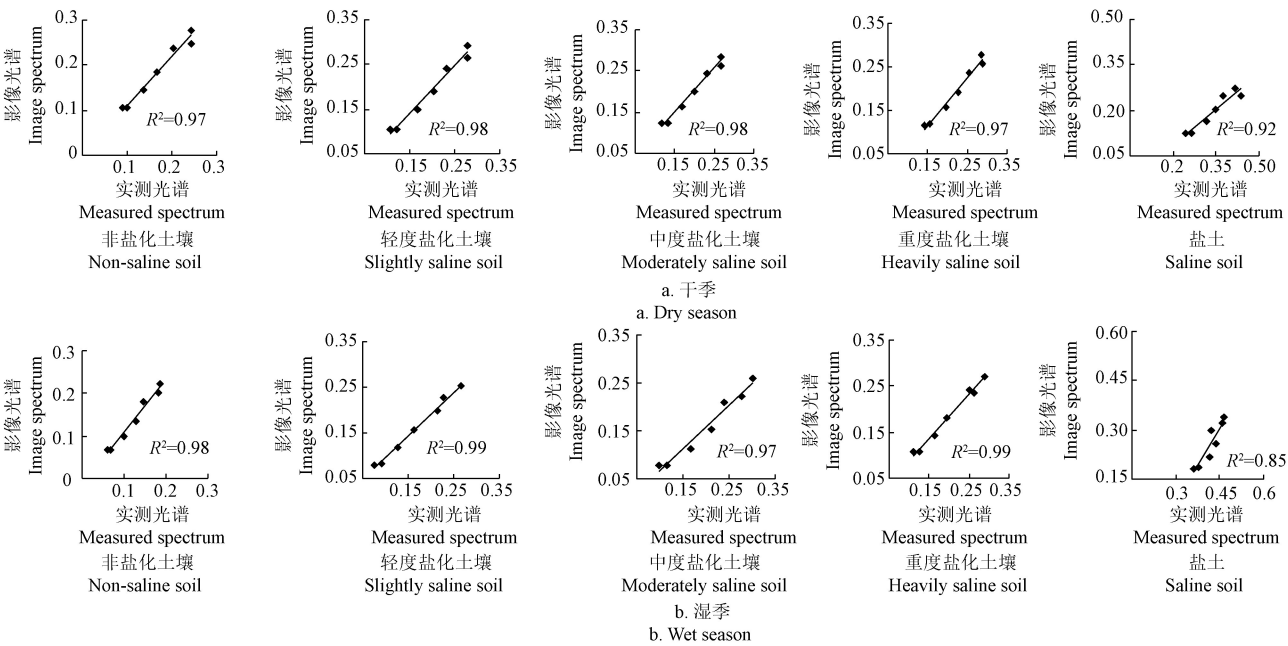 影像光谱
Image spectrum
0.3
0.2
0.1
0
R²=0.97
0.1 0.2 0.3
实测光谱
Measured spectrum
非盐化土壤
Non-saline soil
影像光谱
Image spectrum
0.35
0.25
0.15
0.05
R²=0.98
0.15 0.25 0.35
实测光谱
Measured spectrum
轻度盐化土壤
Slightly saline soil
影像光谱
Image spectrum
0.35
0.25
0.15
0.05
R²=0.98
0.15 0.25 0.35
实测光谱
Measured spectrum
中度盐化土壤
Moderately saline soil
影像光谱
Image spectrum
0.35
0.25
0.15
0.05
R²=0.97
0.15 0.25 0.35
实测光谱
Measured spectrum
重度盐化土壤
Heavily saline soil
影像光谱
Image spectrum
0.50
0.35
0.20
0.05
R²=0.92
0.2 0.35 0.50
实测光谱
Measured spectrum
盐土
Saline soil
a. 干季
a. Dry season
影像光谱
Image spectrum
0.3
0.2
0.1
0
R²=0.98
0.1 0.2 0.3
实测光谱
Measured spectrum
非盐化土壤
Non-saline soil
影像光谱
Image spectrum
0.35
0.25
0.15
0.05
R²=0.99
0.15 0.25 0.35
实测光谱
Measured spectrum
轻度盐化土壤
Slightly saline soil
影像光谱
Image spectrum
0.35
0.25
0.15
0.05
R²=0.97
0.15 0.25 0.35
实测光谱
Measured spectrum
中度盐化土壤
Moderately saline soil
影像光谱
Image spectrum
0.35
0.25
0.15
0.05
R²=0.99
0.15 0.25 0.35
实测光谱
Measured spectrum
重度盐化土壤
Heavily saline soil
影像光谱
Image spectrum
0.60
0.45
0.30
0.15
R²=0.85
0.3 0.45 0.6
实测光谱
Measured spectrum
盐土
Saline soil
b. 湿季
b. Wet season